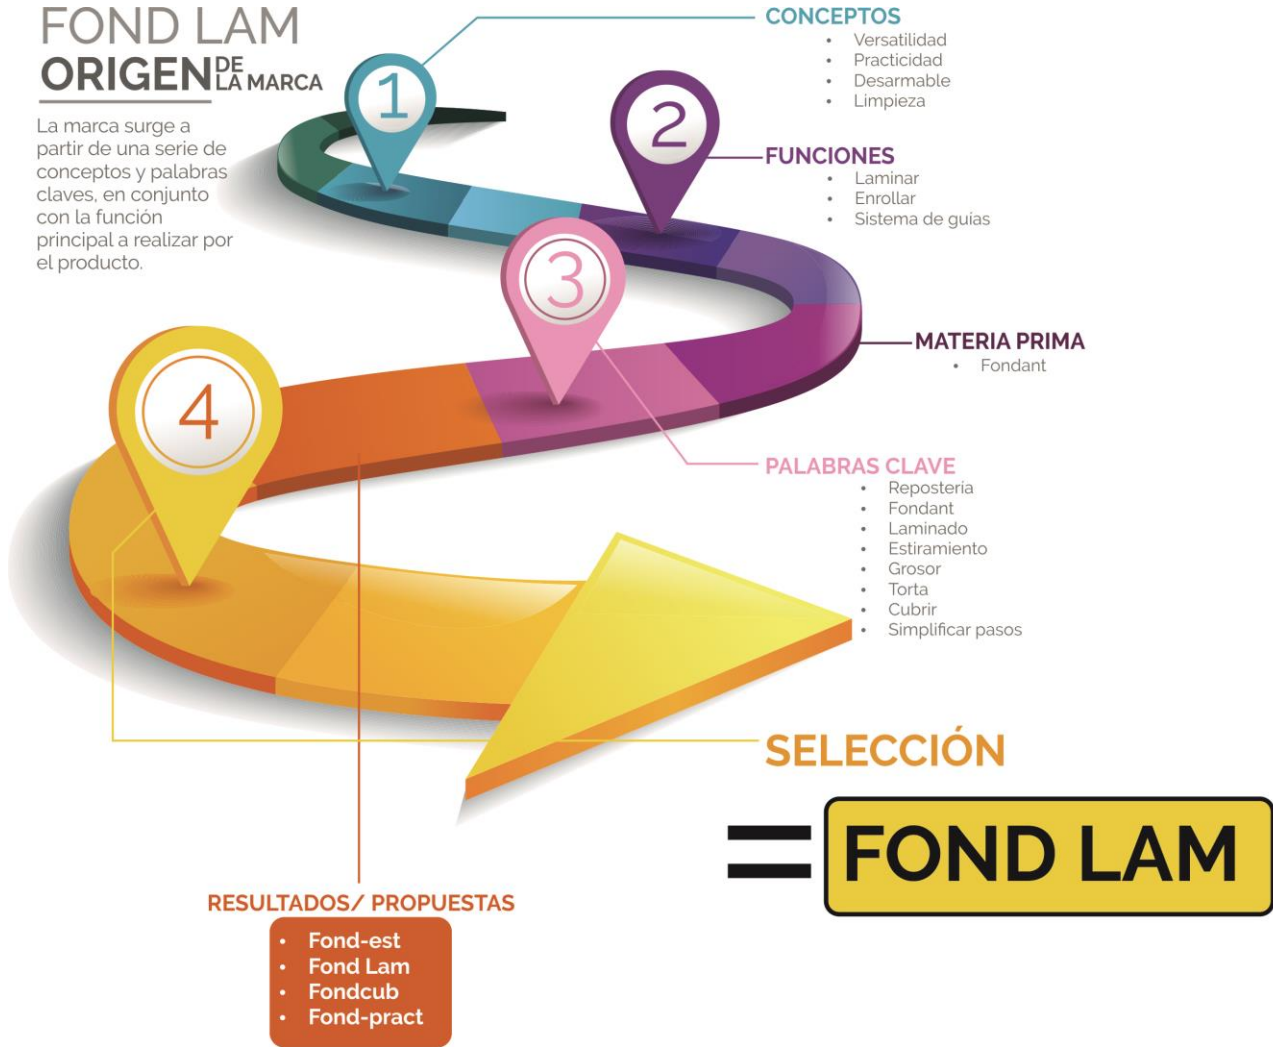 FOND LAM
ORIGEN DE LA MARCA
La marca surge a
partir de una serie de
conceptos y palabras
claves, en conjunto
con la función
principal a realizar por
el producto.
1
CONCEPTOS
• Versatilidad
• Practicidad
• Desarmable
• Limpieza
2
FUNCIONES
• Laminar
• Enrollar
• Sistema de guías
MATERIA PRIMA
• Fondant
3
PALABRAS CLAVE
• Repostería
• Fondant
• Laminado
• Estiramiento
• Grosor
• Torta
• Cubrir
• Simplificar pasos
4
SELECCIÓN
= FOND LAM
RESULTADOS/ PROPUESTAS
• Fond-est
• Fond Lam
• Fondcub
• Fond-pract